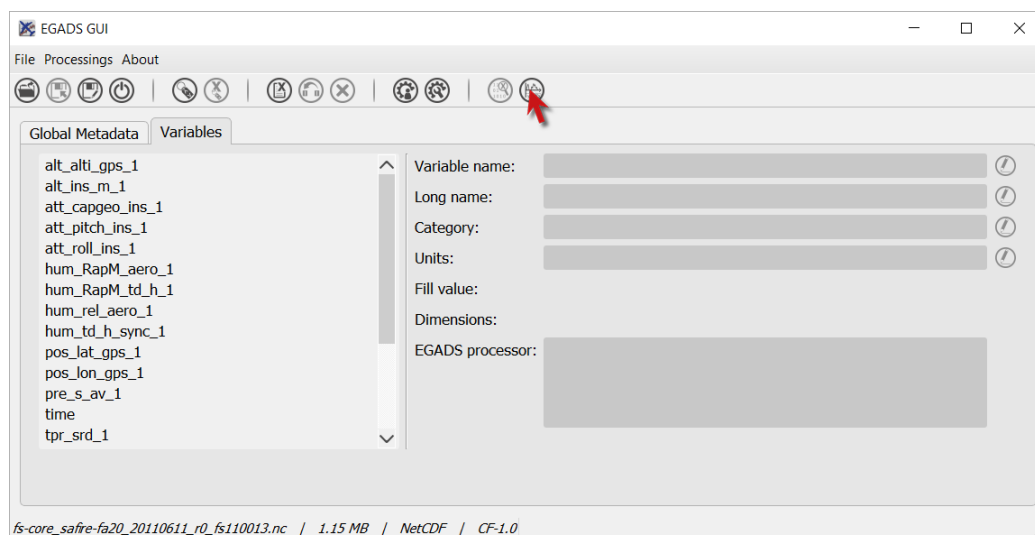 EGADS GUI
File Processings About
Global Metadata Variables
alt_alti_gps_1
alt_ins_m_1
att_capgeo_ins_1
att_pitch_ins_1
att_roll_ins_1
hum_RapM_aero_1
hum_RapM_td_h_1
hum_rel_aero_1
hum_td_h_sync_1
pos_lat_gps_1
pos_lon_gps_1
pre_s_av_1
time
tpr_srd_1
Variable name:
Long name:
Category:
Units:
Fill value:
Dimensions:
EGADS processor:
fs-core_safire-fa20_20110611_r0_fs110013.nc | 1.15 MB | NetCDF | CF-1.0